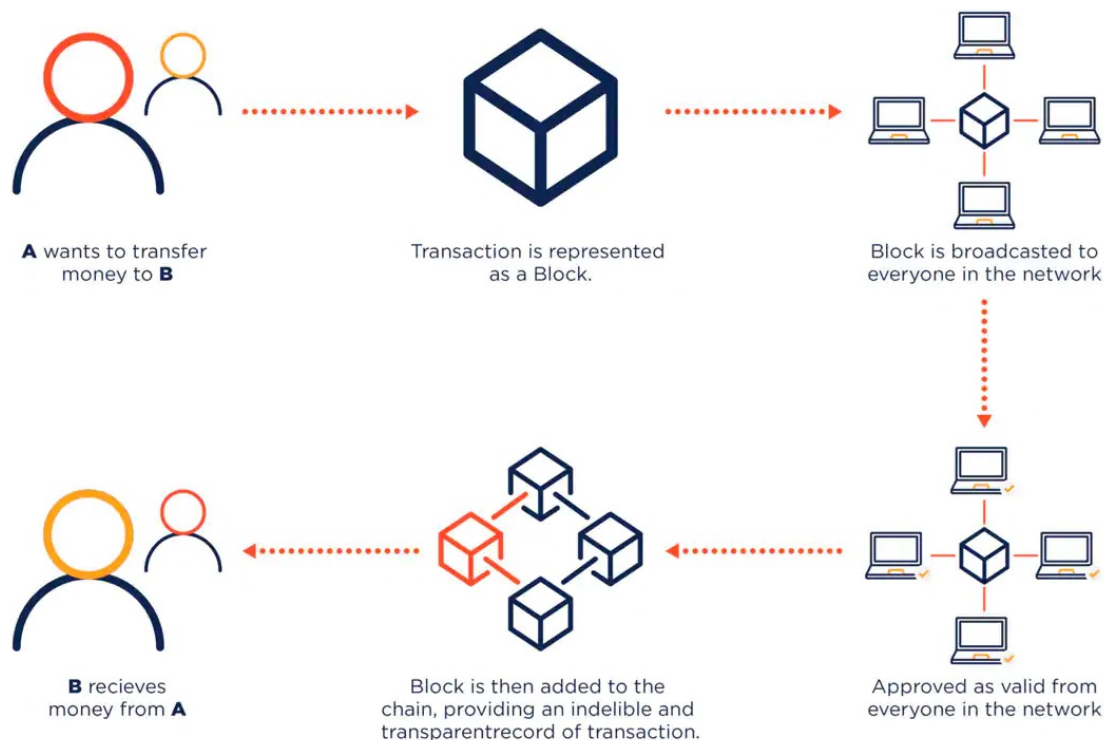 A wants to transfer
money to B
Transaction is represented
as a Block.
Block is broadcasted to
everyone in the network
B recieves
money from A
Block is then added to the
chain, providing an indelible and
transparentrecord of transaction.
Approved as valid from
everyone in the network